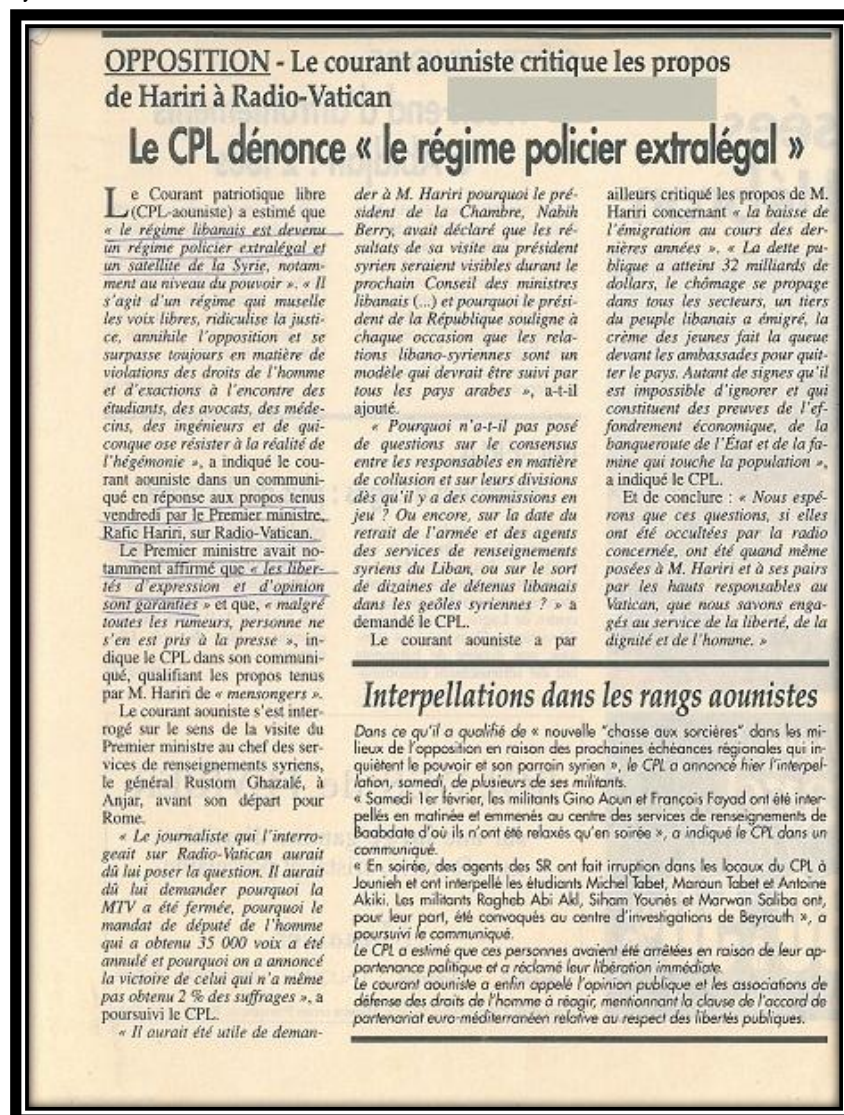 OPPOSITION - Le courant aouniste critique les propos
de Hariri à Radio-Vatican
Le CPL dénonce « le régime policier extralégal »
Le Courant patriotique libre
(CPL-aouniste) a estimé que
« le régime libanais est devenu
un régime policier extralégal et
un satellite de la Syrie, notam-
ment au niveau du pouvoir ». « Il
s'agit d'un régime qui muselle
les voix libres, ridiculise la justi-
ce, annihile l'opposition et se
surpasse toujours en matière de
violations des droits de l'homme
et d'exactions à l'encontre des
étudiants, des avocats, des méde-
cins, des ingénieurs et de qui-
conque ose résister à la réalité de
l'hégémonie », a indiqué le cou-
rant aouniste dans un communi-
qué en réponse aux propos tenus
vendredi par le Premier ministre,
Rafic Hariri, sur Radio-Vatican.
Le Premier ministre avait no-
tamment affirmé que « les liber-
tés d'expression et d'opinion
sont garanties » et que, « malgré
toutes les rumeurs, personne ne
s'en est pris à la presse », in-
dique le CPL dans son communi-
qué, qualifiant les propos tenus
par M. Hariri de « mensongers ».
Le courant aouniste s'est inter-
rogé sur le sens de la visite du
Premier ministre au chef des ser-
vices de renseignements syriens,
le général Rustom Ghazalé, à
Anjar, avant son départ pour
Rome.
« Le journaliste qui l'interro-
geait sur Radio-Vatican aurait
dû lui poser la question. Il aurait
dû lui demander pourquoi la
MTV a été fermée, pourquoi le
mandat de député de l'homme
qui a obtenu 35 000 voix a été
annulé et pourquoi on a annoncé
la victoire de celui qui n'a même
pas obtenu 2 % des suffrages », a
poursuivi le CPL.
« Il aurait été utile de deman-
der à M. Hariri pourquoi le pré-
sident de la Chambre, Nabih
Berry, avait déclaré que les ré-
sultats de sa visite au président
syrien seraient visibles durant le
prochain Conseil des ministres
libanais (...) et pourquoi le prési-
dent de la République souligne à
chaque occasion que les rela-
tions libano-syriennes sont un
modèle qui devrait être suivi par
tous les pays arabes », a-t-il
ajouté.
« Pourquoi n'a-t-il pas posé
de questions sur le consensus
entre les responsables en matière
de collusion et sur leurs divisions
dès qu'il y a des commissions en
jeu ? Ou encore, sur la date du
retrait de l'armée et des agents
des services de renseignements
syriens du Liban, ou sur le sort
de dizaines de détenus libanais
dans les geôles syriennes ? » a
demandé le CPL.
Le courant aouniste a par
ailleurs critiqué les propos de M.
Hariri concernant « la baisse de
l'émigration au cours des der-
nières années ». « La dette pu-
blique a atteint 32 milliards de
dollars, le chômage se propage
dans tous les secteurs, un tiers
du peuple libanais a émigré, la
crème des jeunes fait la queue
devant les ambassades pour quit-
ter le pays. Autant de signes qu'il
est impossible d'ignorer et qui
constituent des preuves de l'ef-
fondrement économique, de la
banqueroute de l'État et de la fa-
mine qui touche la population »,
a indiqué le CPL.
Et de conclure : « Nous espé-
rons que ces questions, si elles
ont été occultées par la radio
concernée, ont été quand même
posées à M. Hariri et à ses pairs
par les hauts responsables au
Vatican, que nous savons enga-
gés au service de la liberté, de la
dignité et de l'homme. »
Interpellations dans les rangs aounistes
Dans ce qu'il a qualifié de « nouvelle "chasse aux sorcières" dans les mi-
lieux de l'opposition en raison des prochaines échéances régionales qui in-
quiètent le pouvoir et son parrain syrien », le CPL a annoncé hier l'interpel-
lation, samedi, de plusieurs de ses militants.
« Samedi 1er février, les militants Gino Aoun et François Fayad ont été inter-
pellés en matinée et emmenés au centre des services de renseignements de
Baabdate d'où ils n'ont été relaxés qu'en soirée », a indiqué le CPL dans un
communiqué.
« En soirée, des agents des SR ont fait irruption dans les locaux du CPL à
Jounieh et ont interpellé les étudiants Michel Tabet, Maroun Tabet et Antoine
Akiki. Les militants Ragheb Abi Akl, Siham Younès et Marwan Saliba ont,
pour leur part, été convoqués au centre d'investigations de Beyrouth », a
poursuivi le communiqué.
Le CPL a estimé que ces personnes avaient été arrêtées en raison de leur ap-
partenance politique et a réclamé leur libération immédiate.
Le courant aouniste a enfin appelé l'opinion publique et les associations de
défense des droits de l'homme à réagir, mentionnant la clause de l'accord de
partenariat euro-méditerranéen relative au respect des libertés publiques.